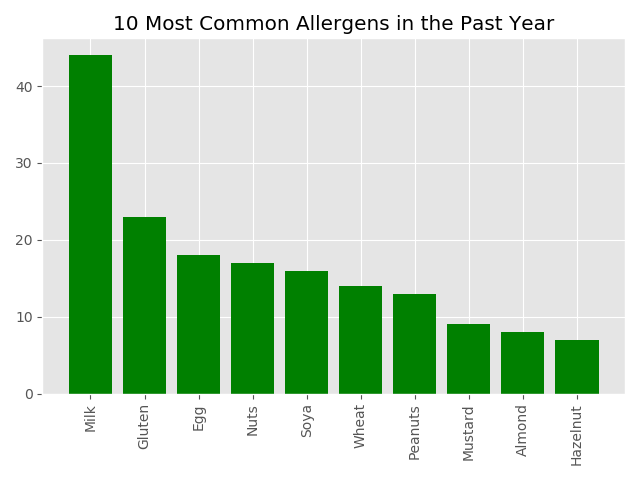 10 Most Common Allergens in the Past Year
40
30
20
10
0
Milk
Gluten
Egg
Nuts
Soya
Wheat
Peanuts
Mustard
Almond
Hazelnut